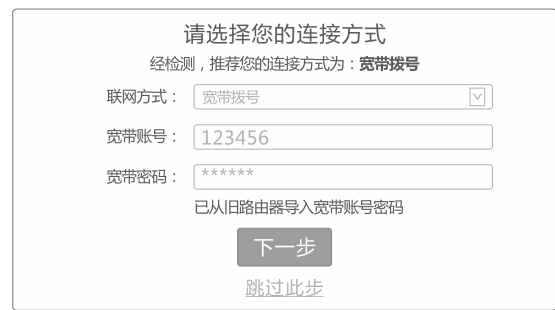 请选择您的连接方式
经检测，推荐您的连接方式为：宽带拨号
联网方式： 宽带拨号
宽带账号： 123456
宽带密码： ******
已从旧路由器导入宽带账号密码
下一步
跳过此步